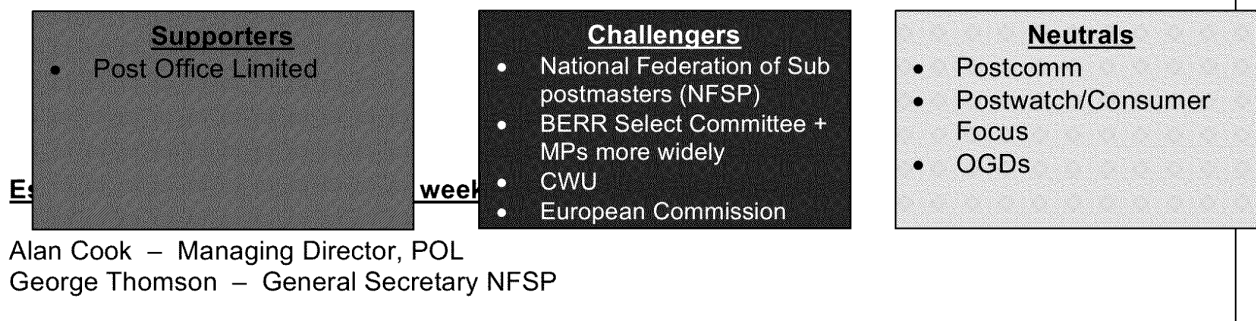 Supporters
• Post Office Limited
Challengers
• National Federation of Sub
postmasters (NFSP)
• BERR Select Committee +
MPs more widely
• CWU
• European Commission
Neutrals
• Postcomm
• Postwatch/Consumer
Focus
• OGDs
week
Alan Cook – Managing Director, POL
George Thomson – General Secretary NFSP